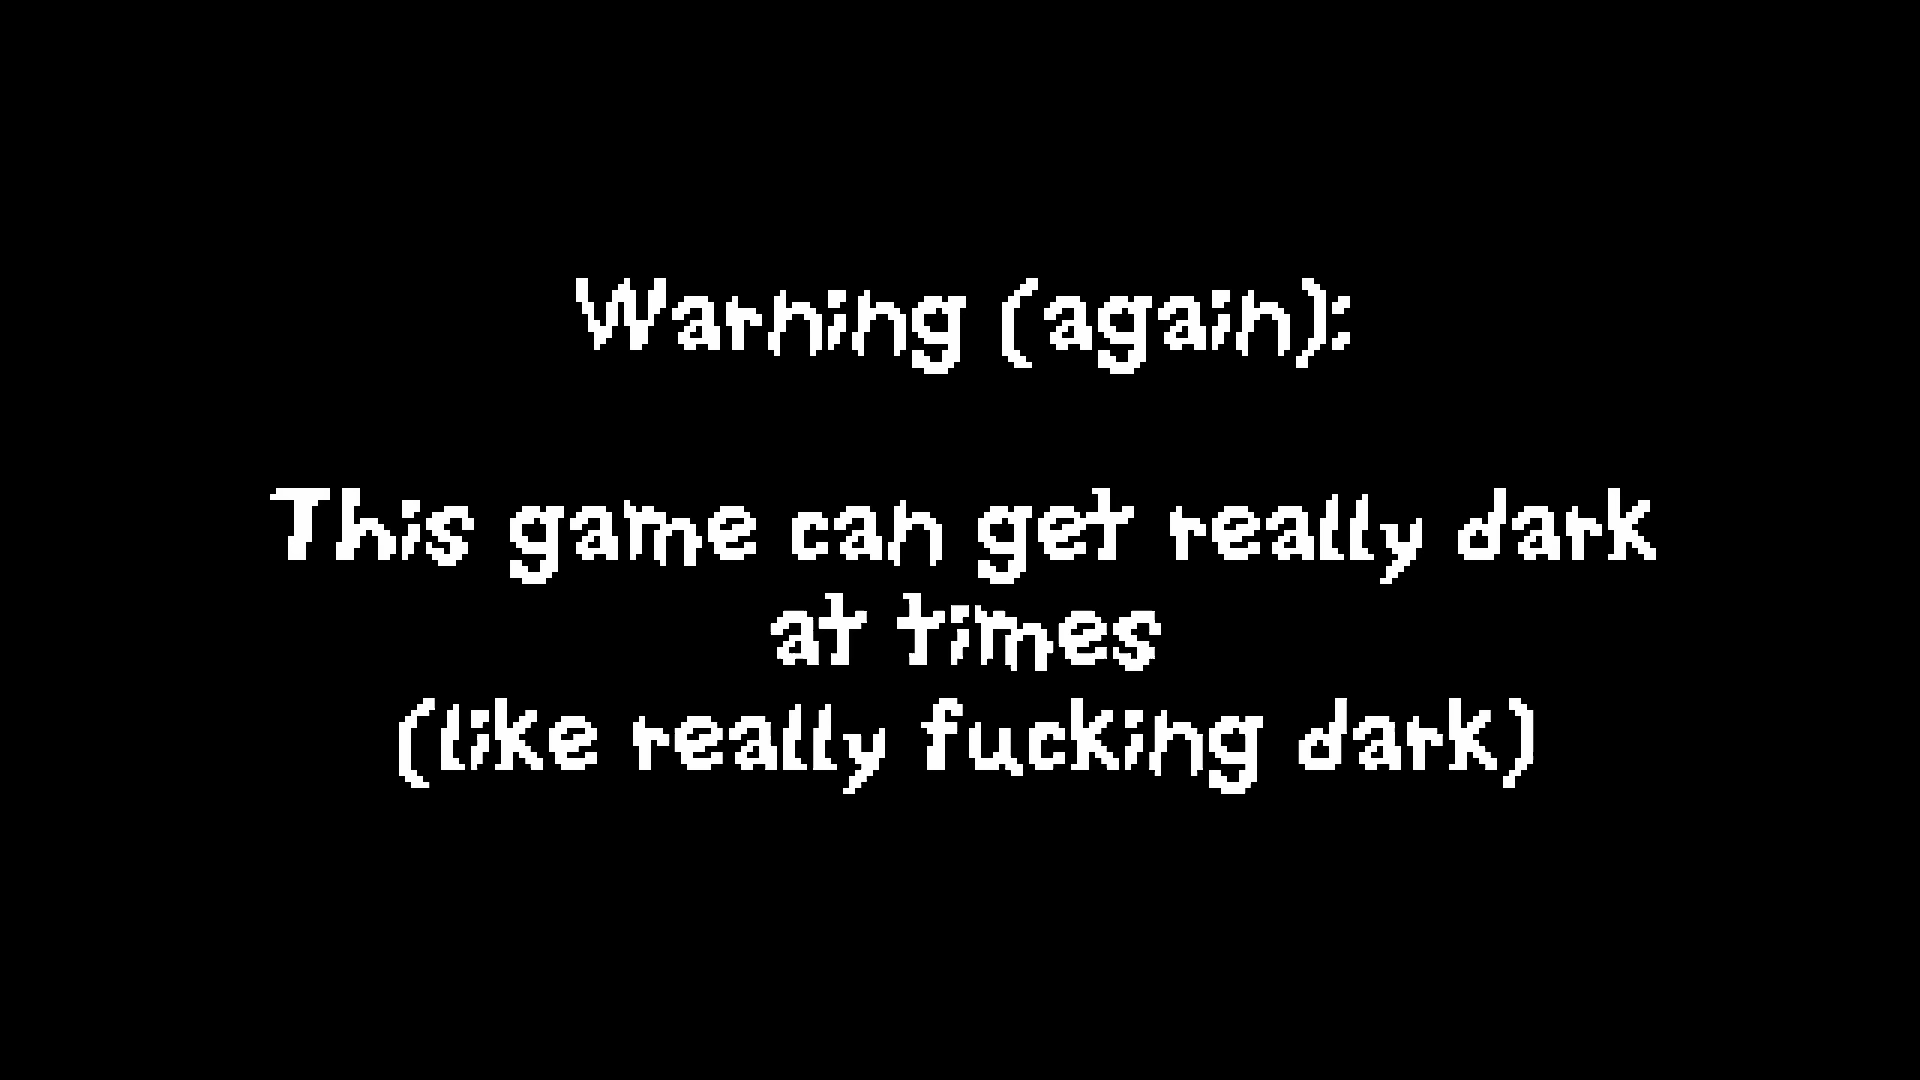 Warning (again):
This game can get really dark
at times
(like really fucking dark)